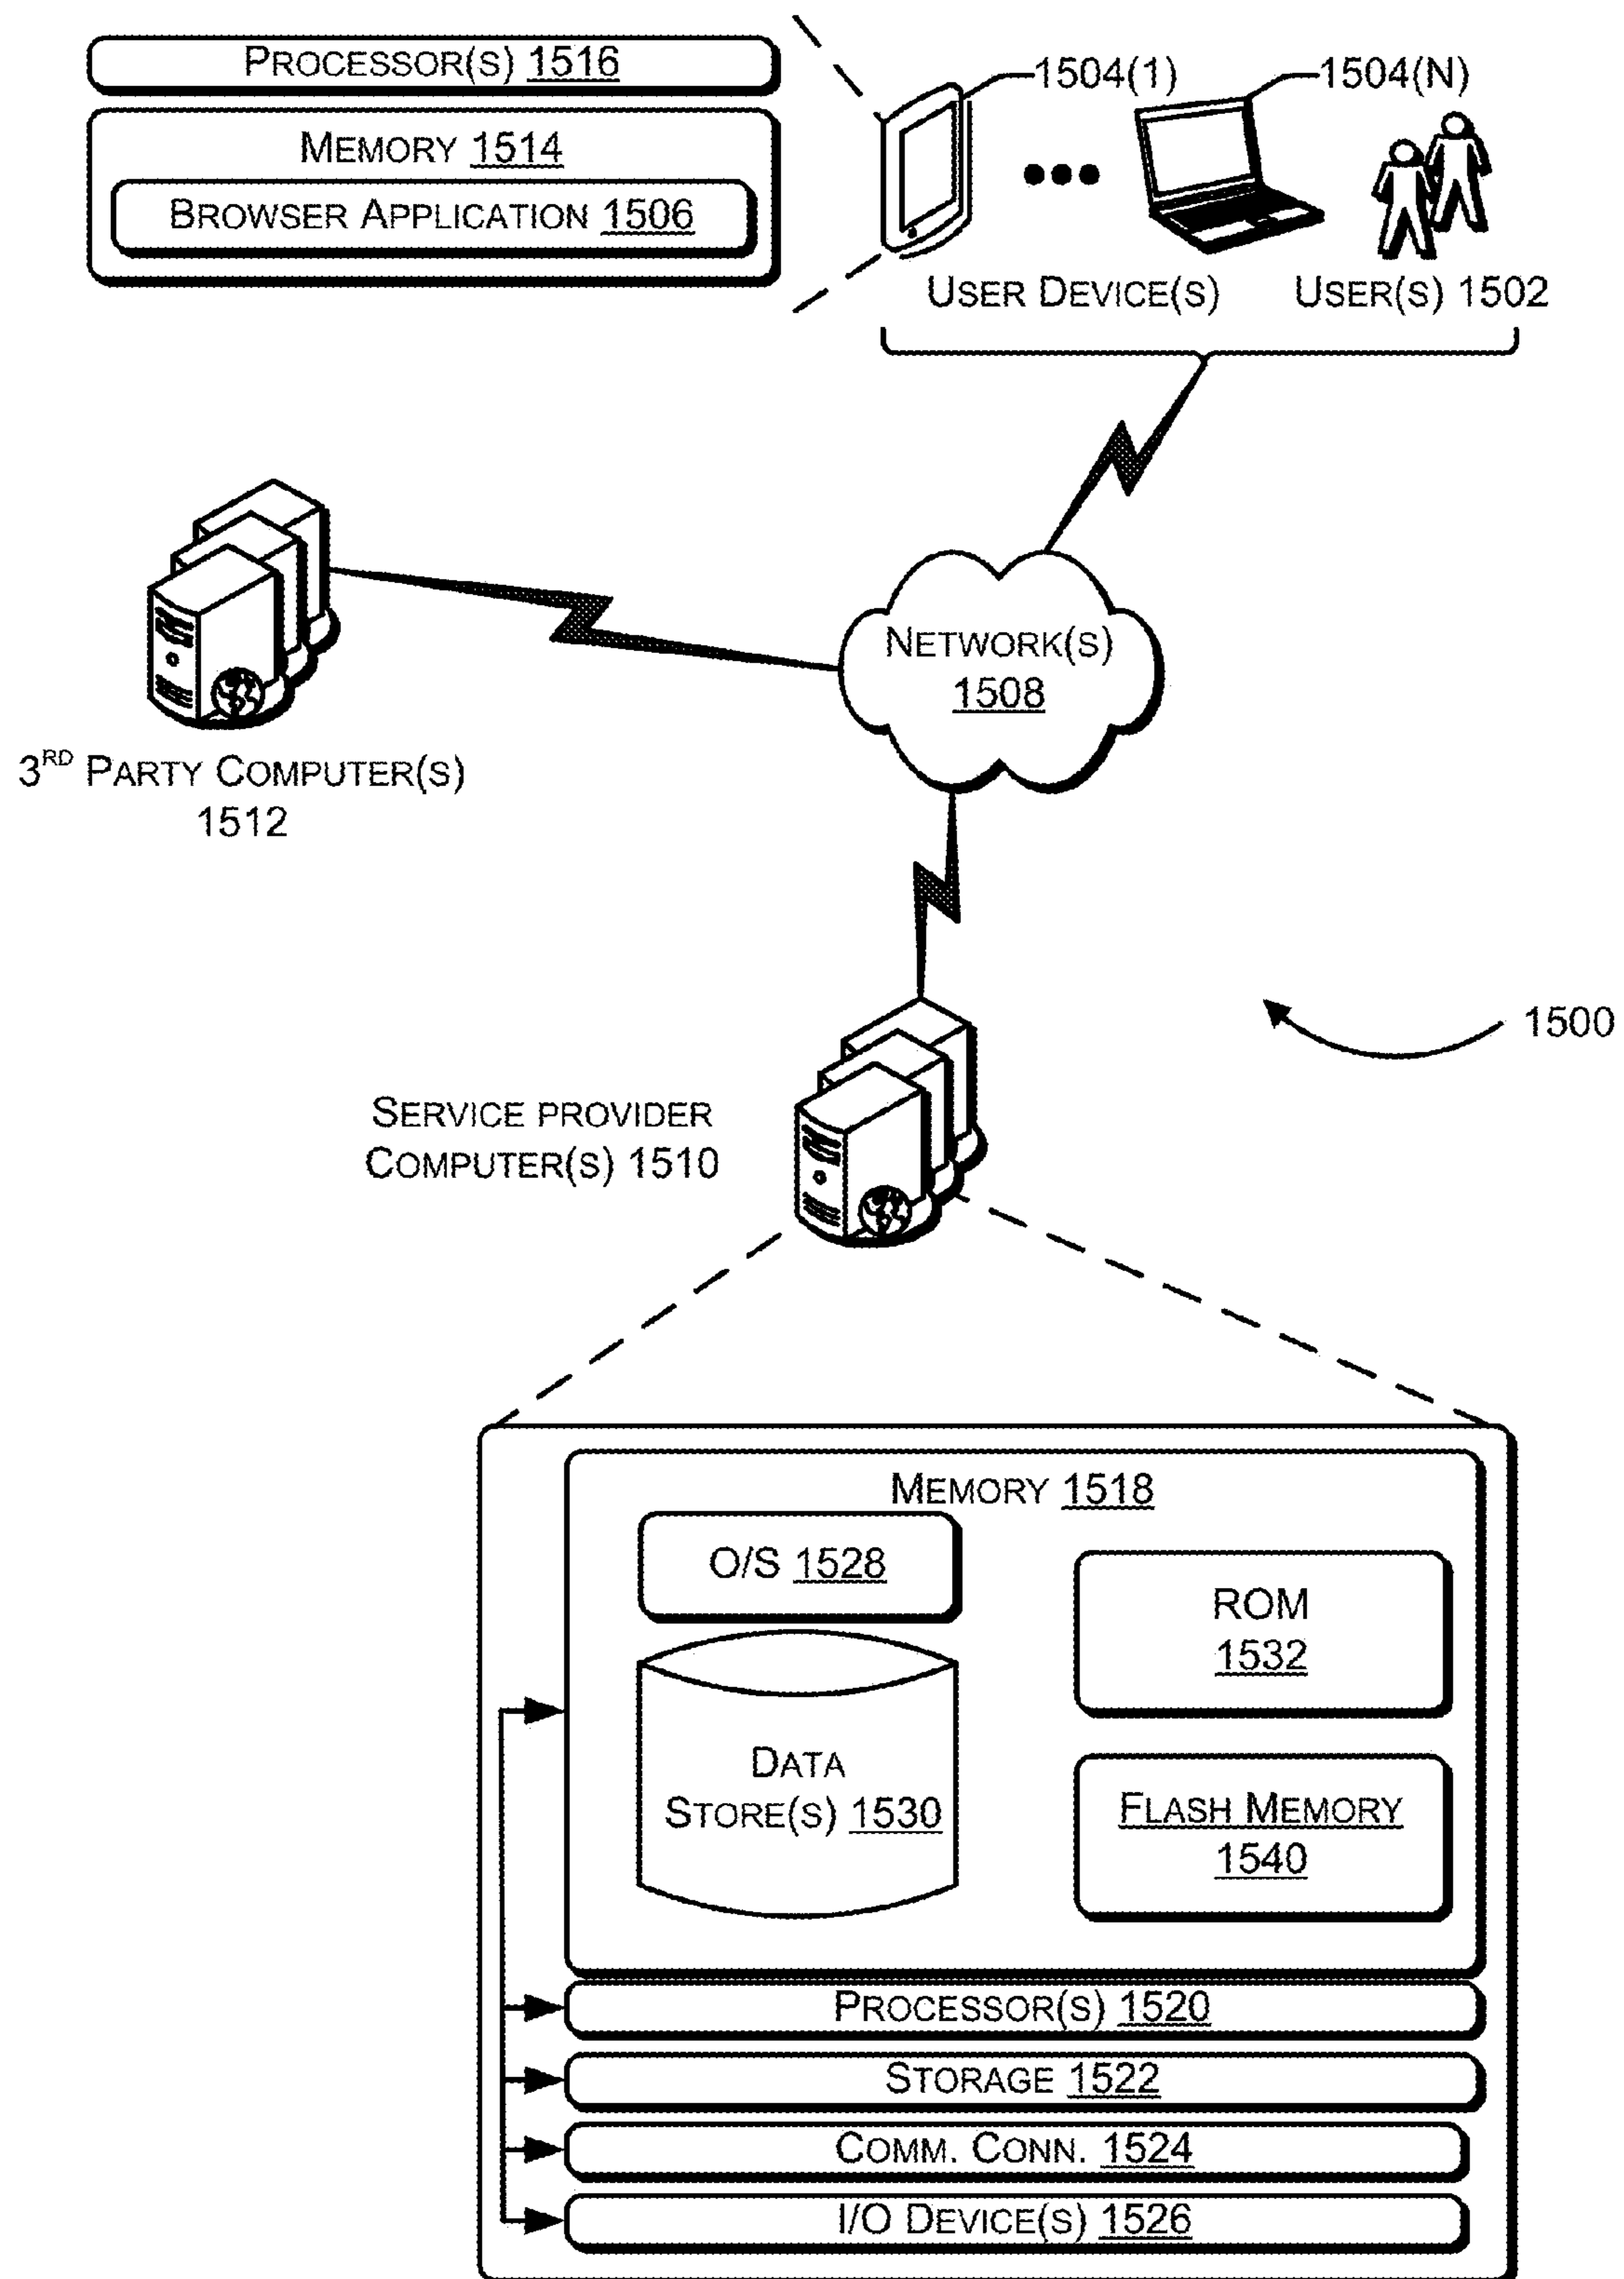 PROCESSOR(S) 1516
MEMORY 1514
BROWSER APPLICATION 1506
1504(1)
1504(N)
USER DEVICE(S)
USER(S) 1502
NETWORK(S)
1508
3RD PARTY COMPUTER(S)
1512
1500
SERVICE PROVIDER
COMPUTER(S) 1510
MEMORY 1518
O/S 1528
ROM
1532
DATA
STORE(S) 1530
FLASH MEMORY
1540
PROCESSOR(S) 1520
STORAGE 1522
COMM. CONN. 1524
I/O DEVICE(S) 1526